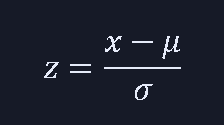 z = (x − μ) / σ